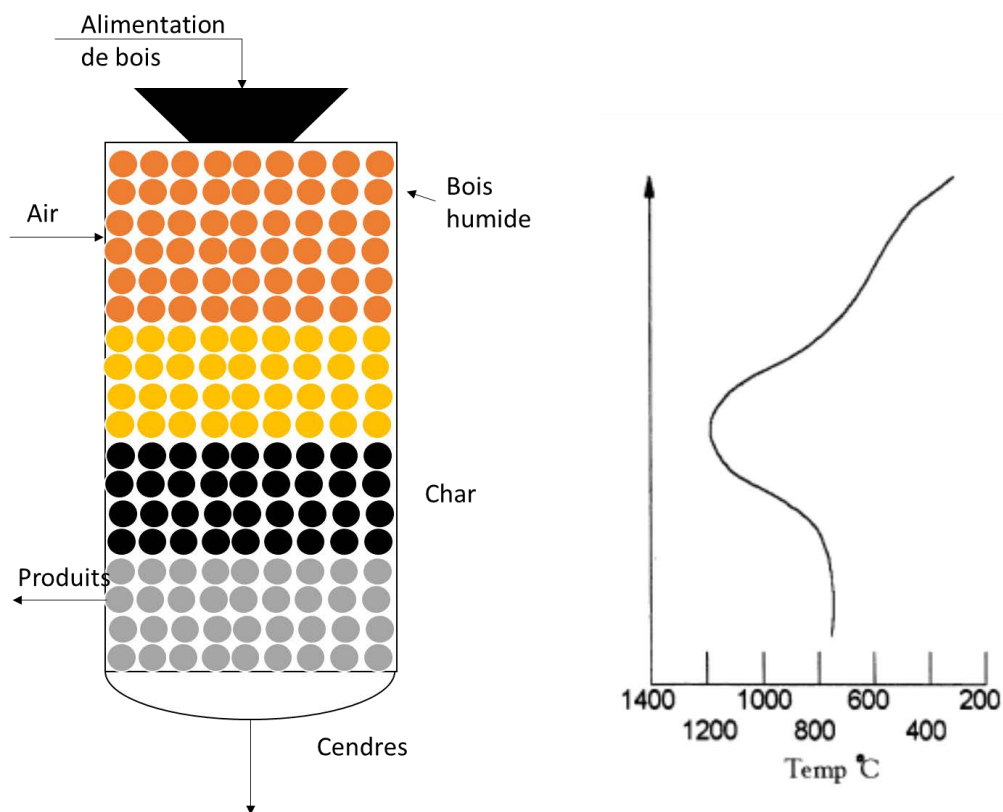 Alimentation
de bois
Air
Bois
humide
Char
Produits
Cendres
1400
1000
600
200
1200
800
400
Temp °C